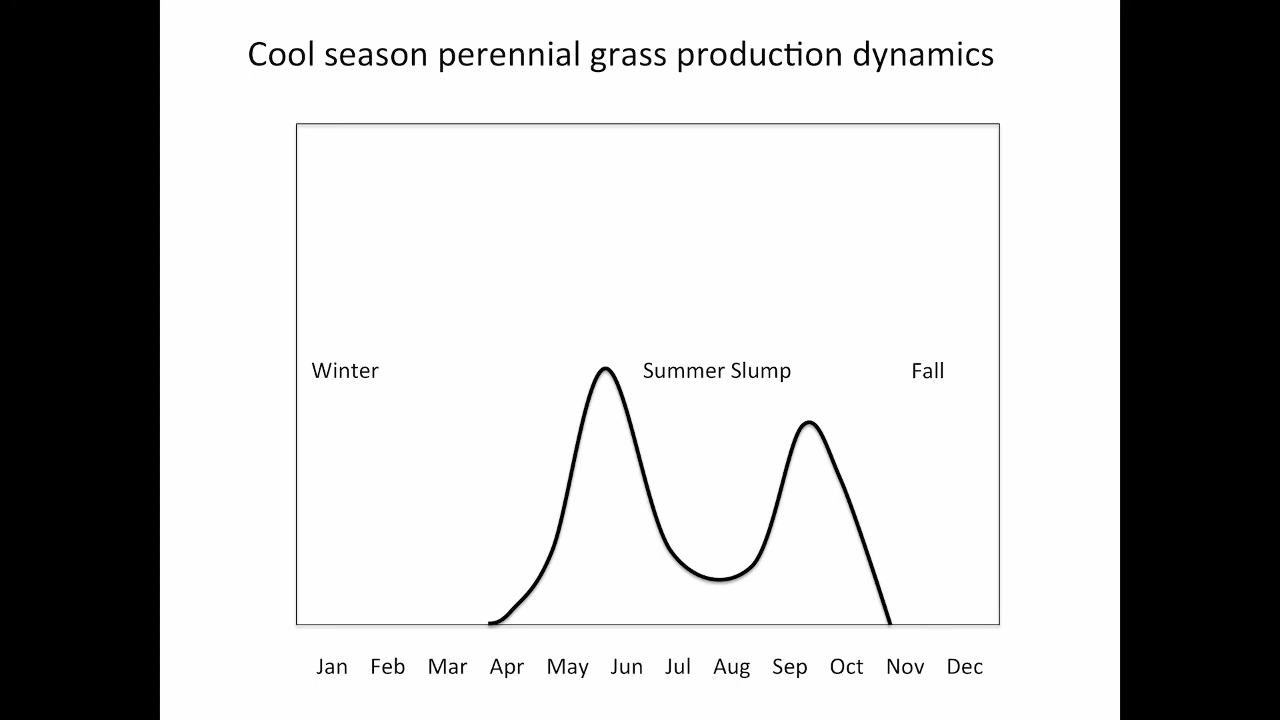 Cool season perennial grass production dynamics
Winter Summer Slump Fall
Jan Feb Mar Apr May Jun Jul Aug Sep Oct Nov Dec